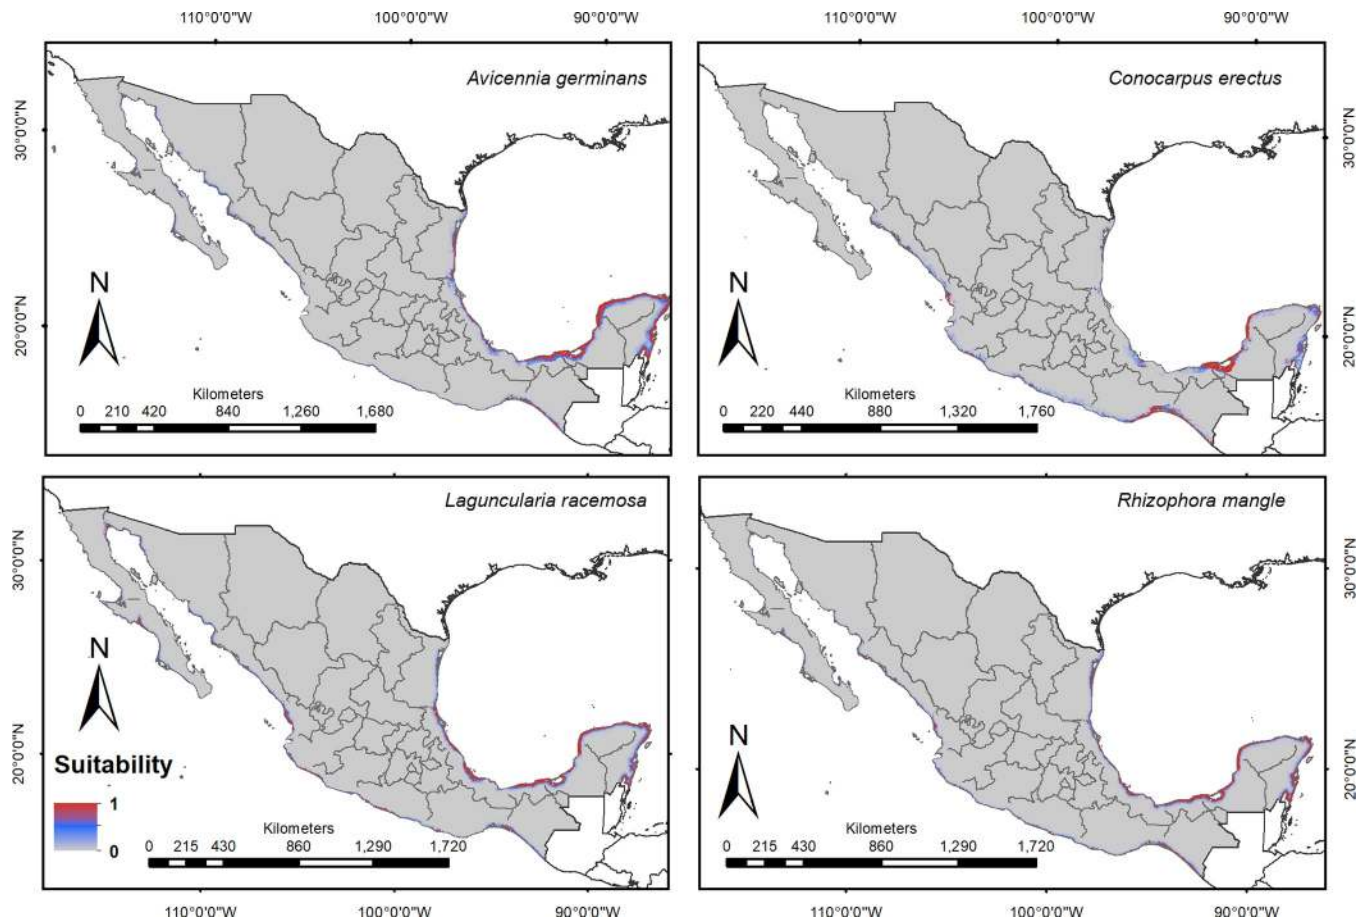 110°0'0"W 100°0'0"W 90°0'0"W 110°0'0"W 100°0'0"W 90°0'0"W
Avicennia germinans
Conocarpus erectus
30°0'0"N
20°0'0"N
30°0'0"N
20°0'0"N
N
N
Kilometers
0 210 420 840 1,260 1,680
Kilometers
0 220 440 880 1,320 1,760
Laguncularia racemosa
Rhizophora mangle
30°0'0"N
20°0'0"N
30°0'0"N
20°0'0"N
N
N
Suitability
1
0
Kilometers
0 215 430 860 1,290 1,720
Kilometers
0 215 430 860 1,290 1,720
110°0'0"W 100°0'0"W 90°0'0"W 110°0'0"W 100°0'0"W 90°0'0"W